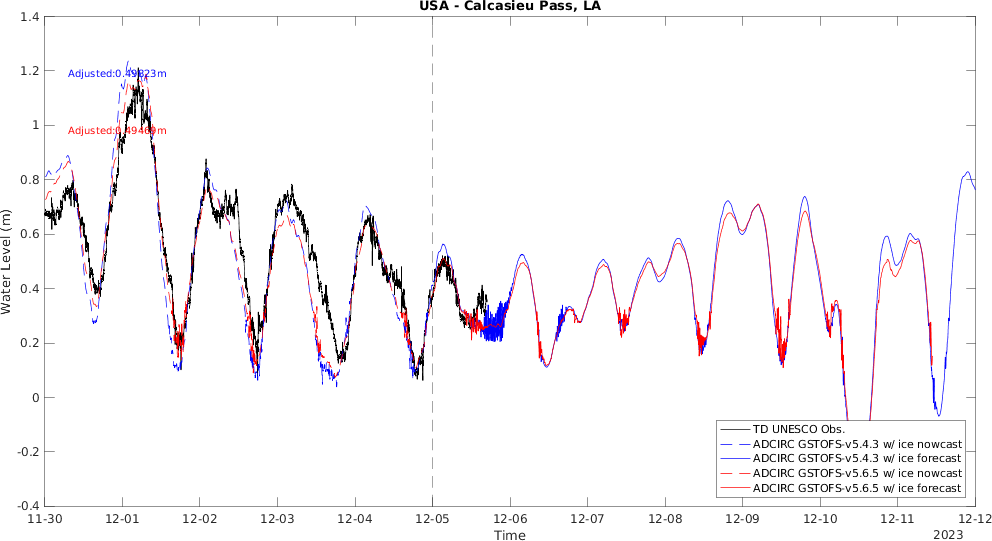 USA - Calcasieu Pass, LA
1.4
1.2
1
0.8
0.6
0.4
0.2
0
-0.2
-0.4
Water Level (m)
Adjusted:0.49823m
Adjusted:0.49469m
TD UNESCO Obs.
ADCIRC GSTOFS-v5.4.3 w/ ice nowcast
ADCIRC GSTOFS-v5.4.3 w/ ice forecast
ADCIRC GSTOFS-v5.6.5 w/ ice nowcast
ADCIRC GSTOFS-v5.6.5 w/ ice forecast
11-30 12-01 12-02 12-03 12-04 12-05 12-06 12-07 12-08 12-09 12-10 12-11 12-12
Time
2023